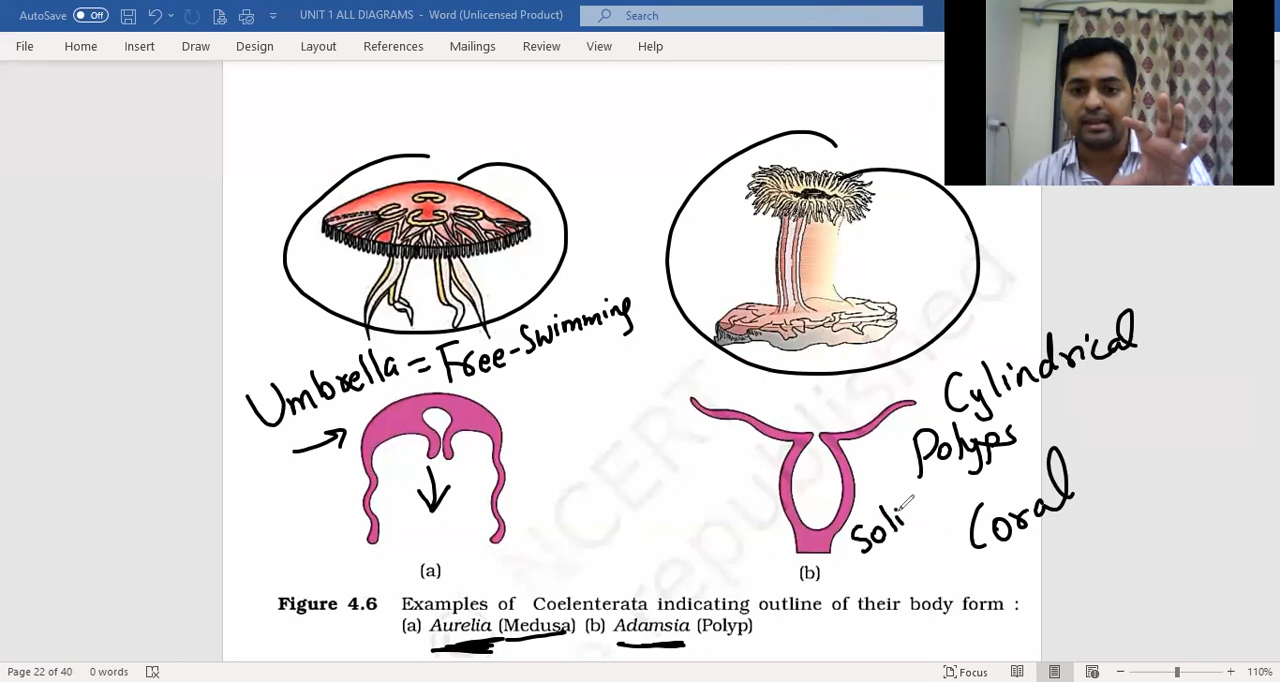 AutoSave Off UNIT 1 ALL DIAGRAMS - Word (Unlicensed Product) Search
File Home Insert Draw Design Layout References Mailings Review View Help
Umbrella = Free-Swimming
Cylindrical
Polyps
Coral
Soli
NCERT
republished
(a) (b)
Figure 4.6 Examples of Coelenterata indicating outline of their body form :
(a) Aurelia (Medusa) (b) Adamsia (Polyp)
Page 22 of 40 0 words Focus 110%